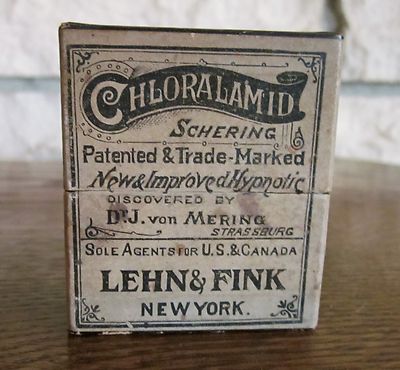 CHLORALAMID
SCHERING
Patented & Trade-Marked
New & Improved Hypnotic
DISCOVERED BY
Dr. J. von MERING
STRASSBURG
SOLE AGENTS FOR U.S. & CANADA
LEHN & FINK
NEW YORK.